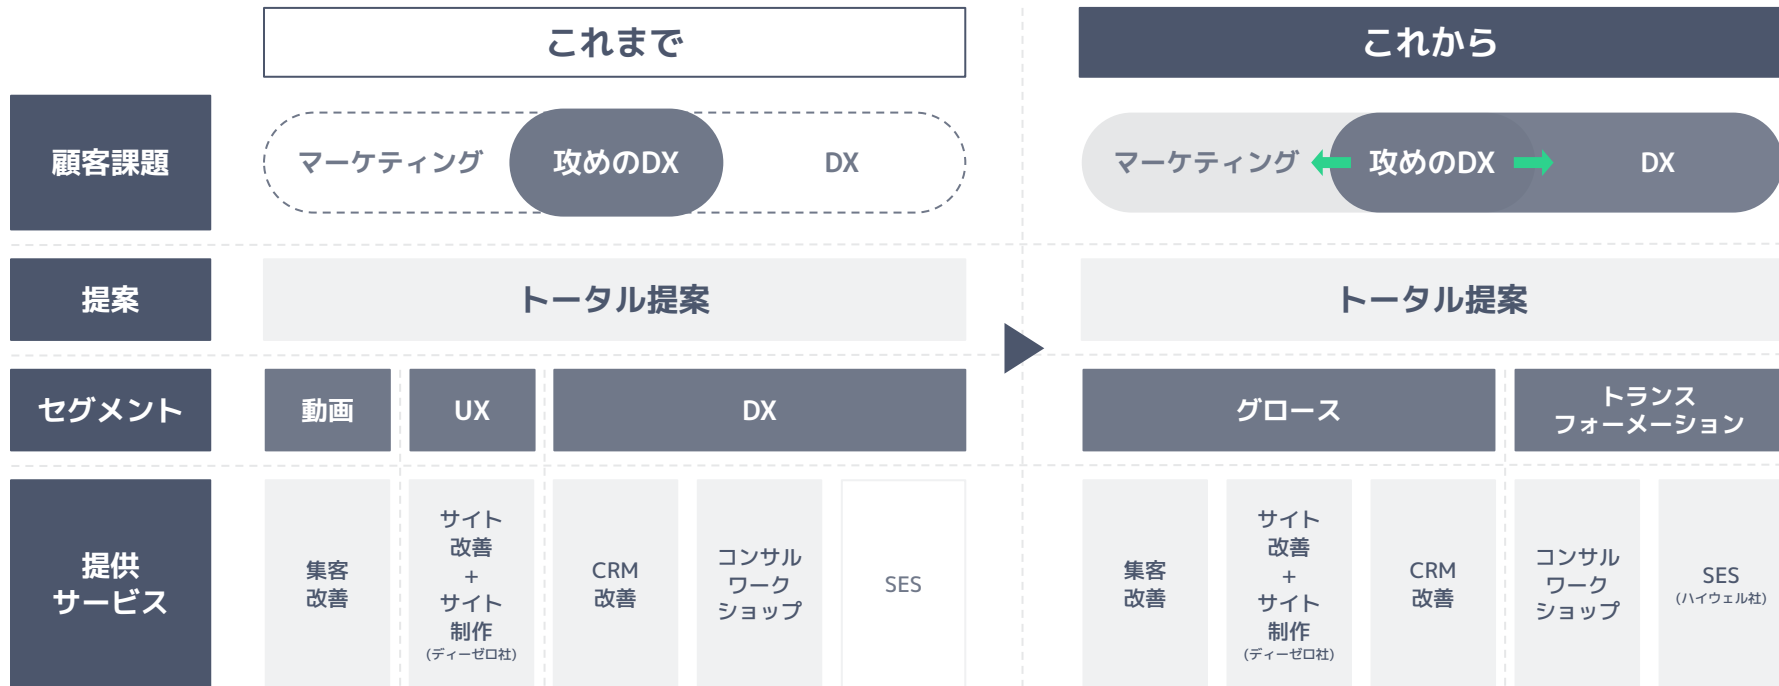 これまで
これから
顧客課題
マーケティング
攻めのDX
DX
マーケティング
攻めのDX
DX
提案
トータル提案
トータル提案
セグメント
動画
UX
DX
グロース
トランス
フォーメーション
提供
サービス
集客
改善
サイト
改善
+
サイト
制作
(ディーゼロ社)
CRM
改善
コンサル
ワーク
ショップ
SES
集客
改善
サイト
改善
+
サイト
制作
(ディーゼロ社)
CRM
改善
コンサル
ワーク
ショップ
SES
(ハイウェル社)